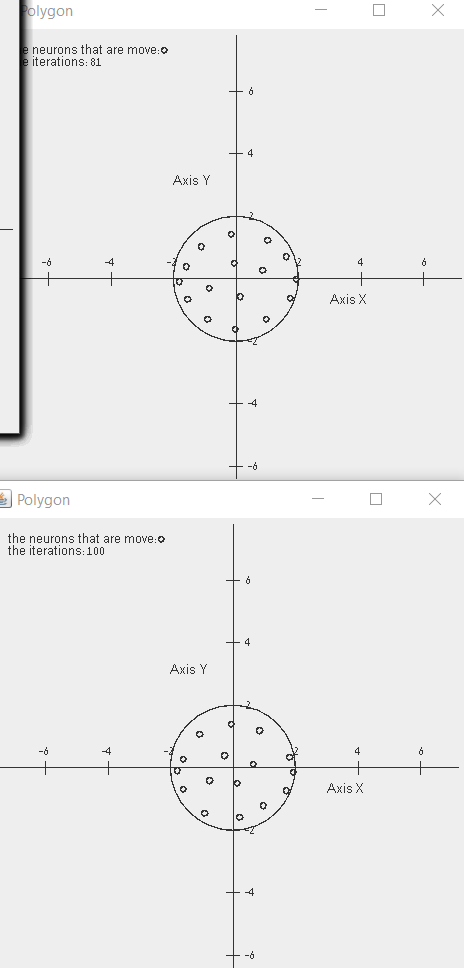 Polygon
e neurons that are move:
e iterations: 81
6
4
Axis Y
2
-6 -4 -2 2 4 6
Axis X
-2
-4
-6
Polygon
the neurons that are move:
the iterations: 100
6
4
Axis Y
2
-6 -4 -2 2 4 6
Axis X
-2
-4
-6